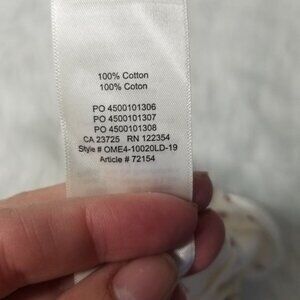 100% Cotton
100% Coton
PO 4500101306
PO 4500101307
PO 4500101308
CA 23725 RN 122354
Style # OME4-10020LD-19
Article # 72154